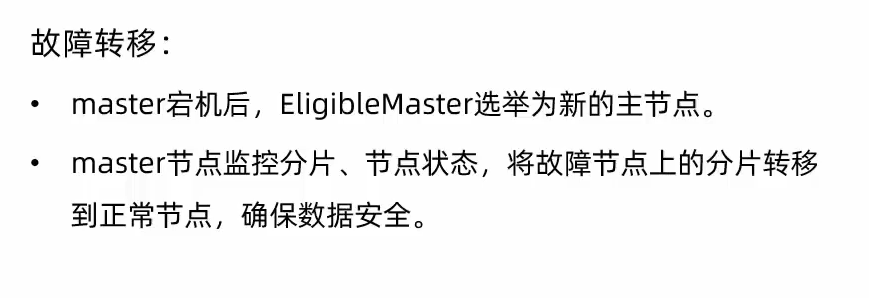 故障转移：
• master宕机后，EligibleMaster选举为新的主节点。
• master节点监控分片、节点状态，将故障节点上的分片转移
到正常节点，确保数据安全。